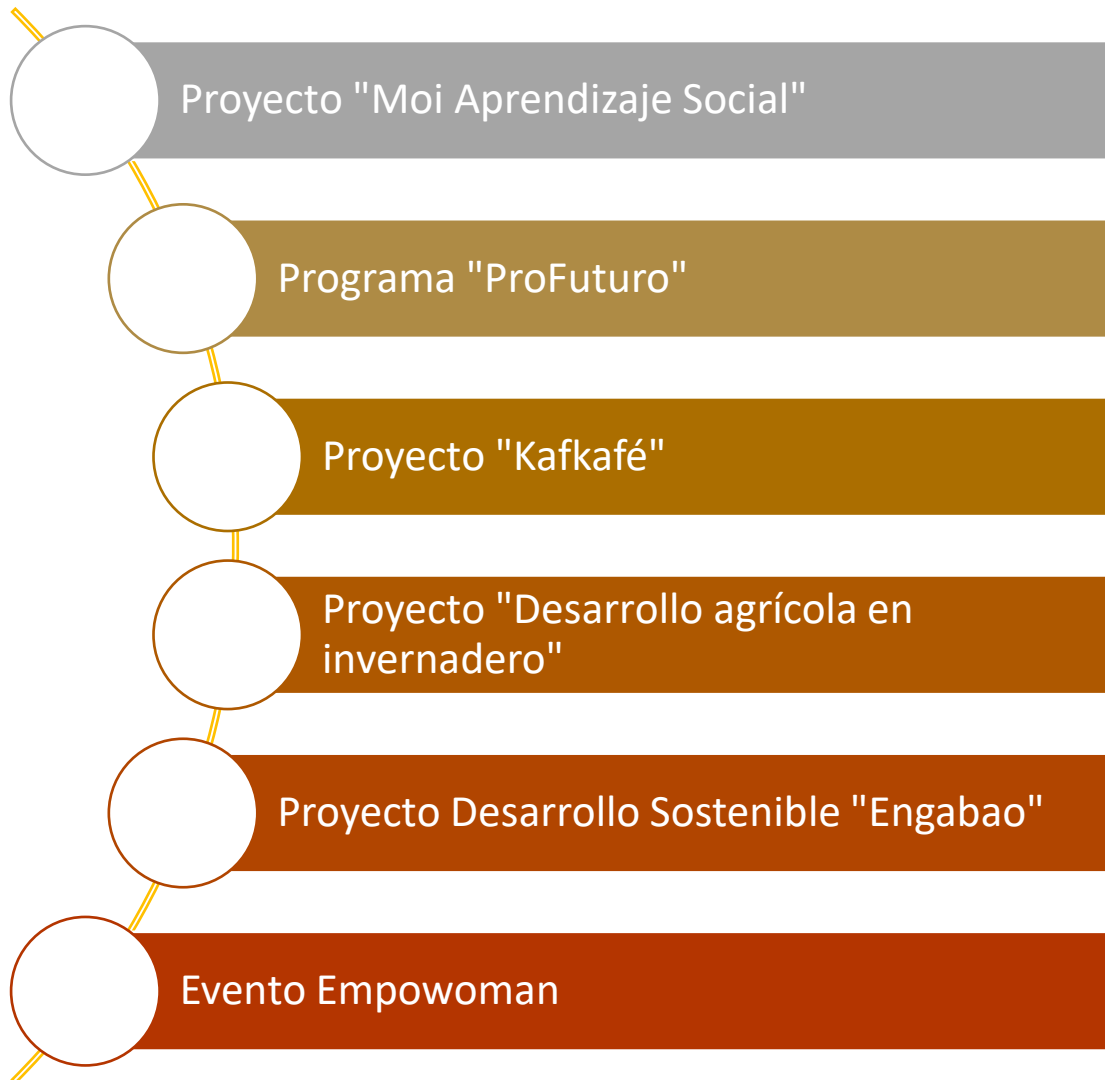 Proyecto "Moi Aprendizaje Social"
Programa "ProFuturo"
Proyecto "Kafkafé"
Proyecto "Desarrollo agrícola en
invernadero"
Proyecto Desarrollo Sostenible "Engabao"
Evento Empowoman